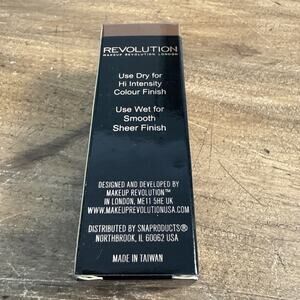 REVOLUTION
MAKEUP REVOLUTION LONDON
Use Dry for
Hi Intensity
Colour Finish
Use Wet for
Smooth
Sheer Finish
DESIGNED AND DEVELOPED BY
MAKEUP REVOLUTION™
IN LONDON, ME11 5HE UK
WWW.MAKEUPREVOLUTIONUSA.COM
DISTRIBUTED BY SNAPRODUCTS®
NORTHBROOK, IL 60062 USA
MADE IN TAIWAN